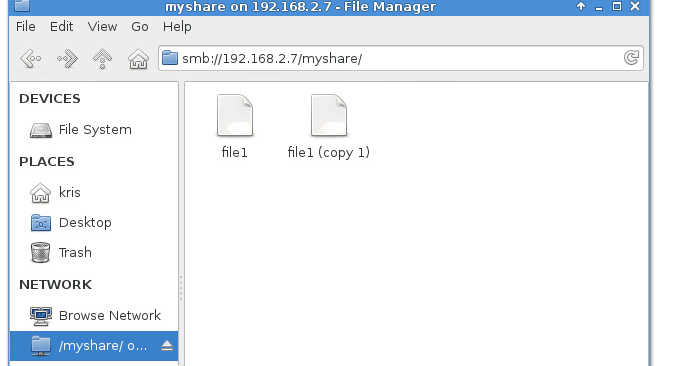 myshare on 192.168.2.7 - File Manager
File Edit View Go Help
smb://192.168.2.7/myshare/
DEVICES
File System
PLACES
kris
Desktop
Trash
NETWORK
Browse Network
/myshare/ o...
file1
file1 (copy 1)